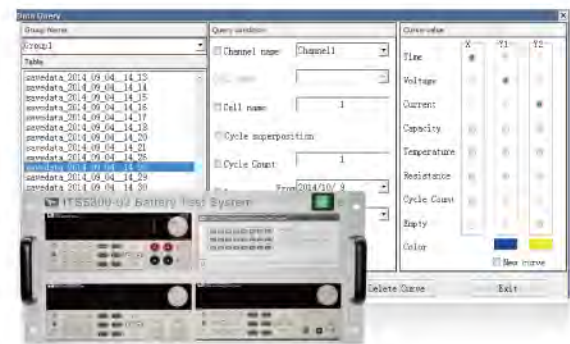 Data Query
Group Name
Group1
Table
savedata_2014_09_04__14_13
savedata_2014_09_04__14_14
savedata_2014_09_04__14_15
savedata_2014_09_04__14_16
savedata_2014_09_04__14_17
savedata_2014_09_04__14_18
savedata_2014_09_04__14_20
savedata_2014_09_04__14_21
savedata_2014_09_04__14_26
savedata_2014_09_04__14_29
savedata_2014_09_04__14_30
Query condition
Channel name Channel1
Cell name 1
Cycle superposition
Cycle Count 1
From 2014/10/ 9
Curve value
X Y1 Y2
Time
Voltage
Current
Capacity
Temperature
Resistance
Cycle Count
Empty
Color
New curve
Delete Curve
Exit
Battery Test System